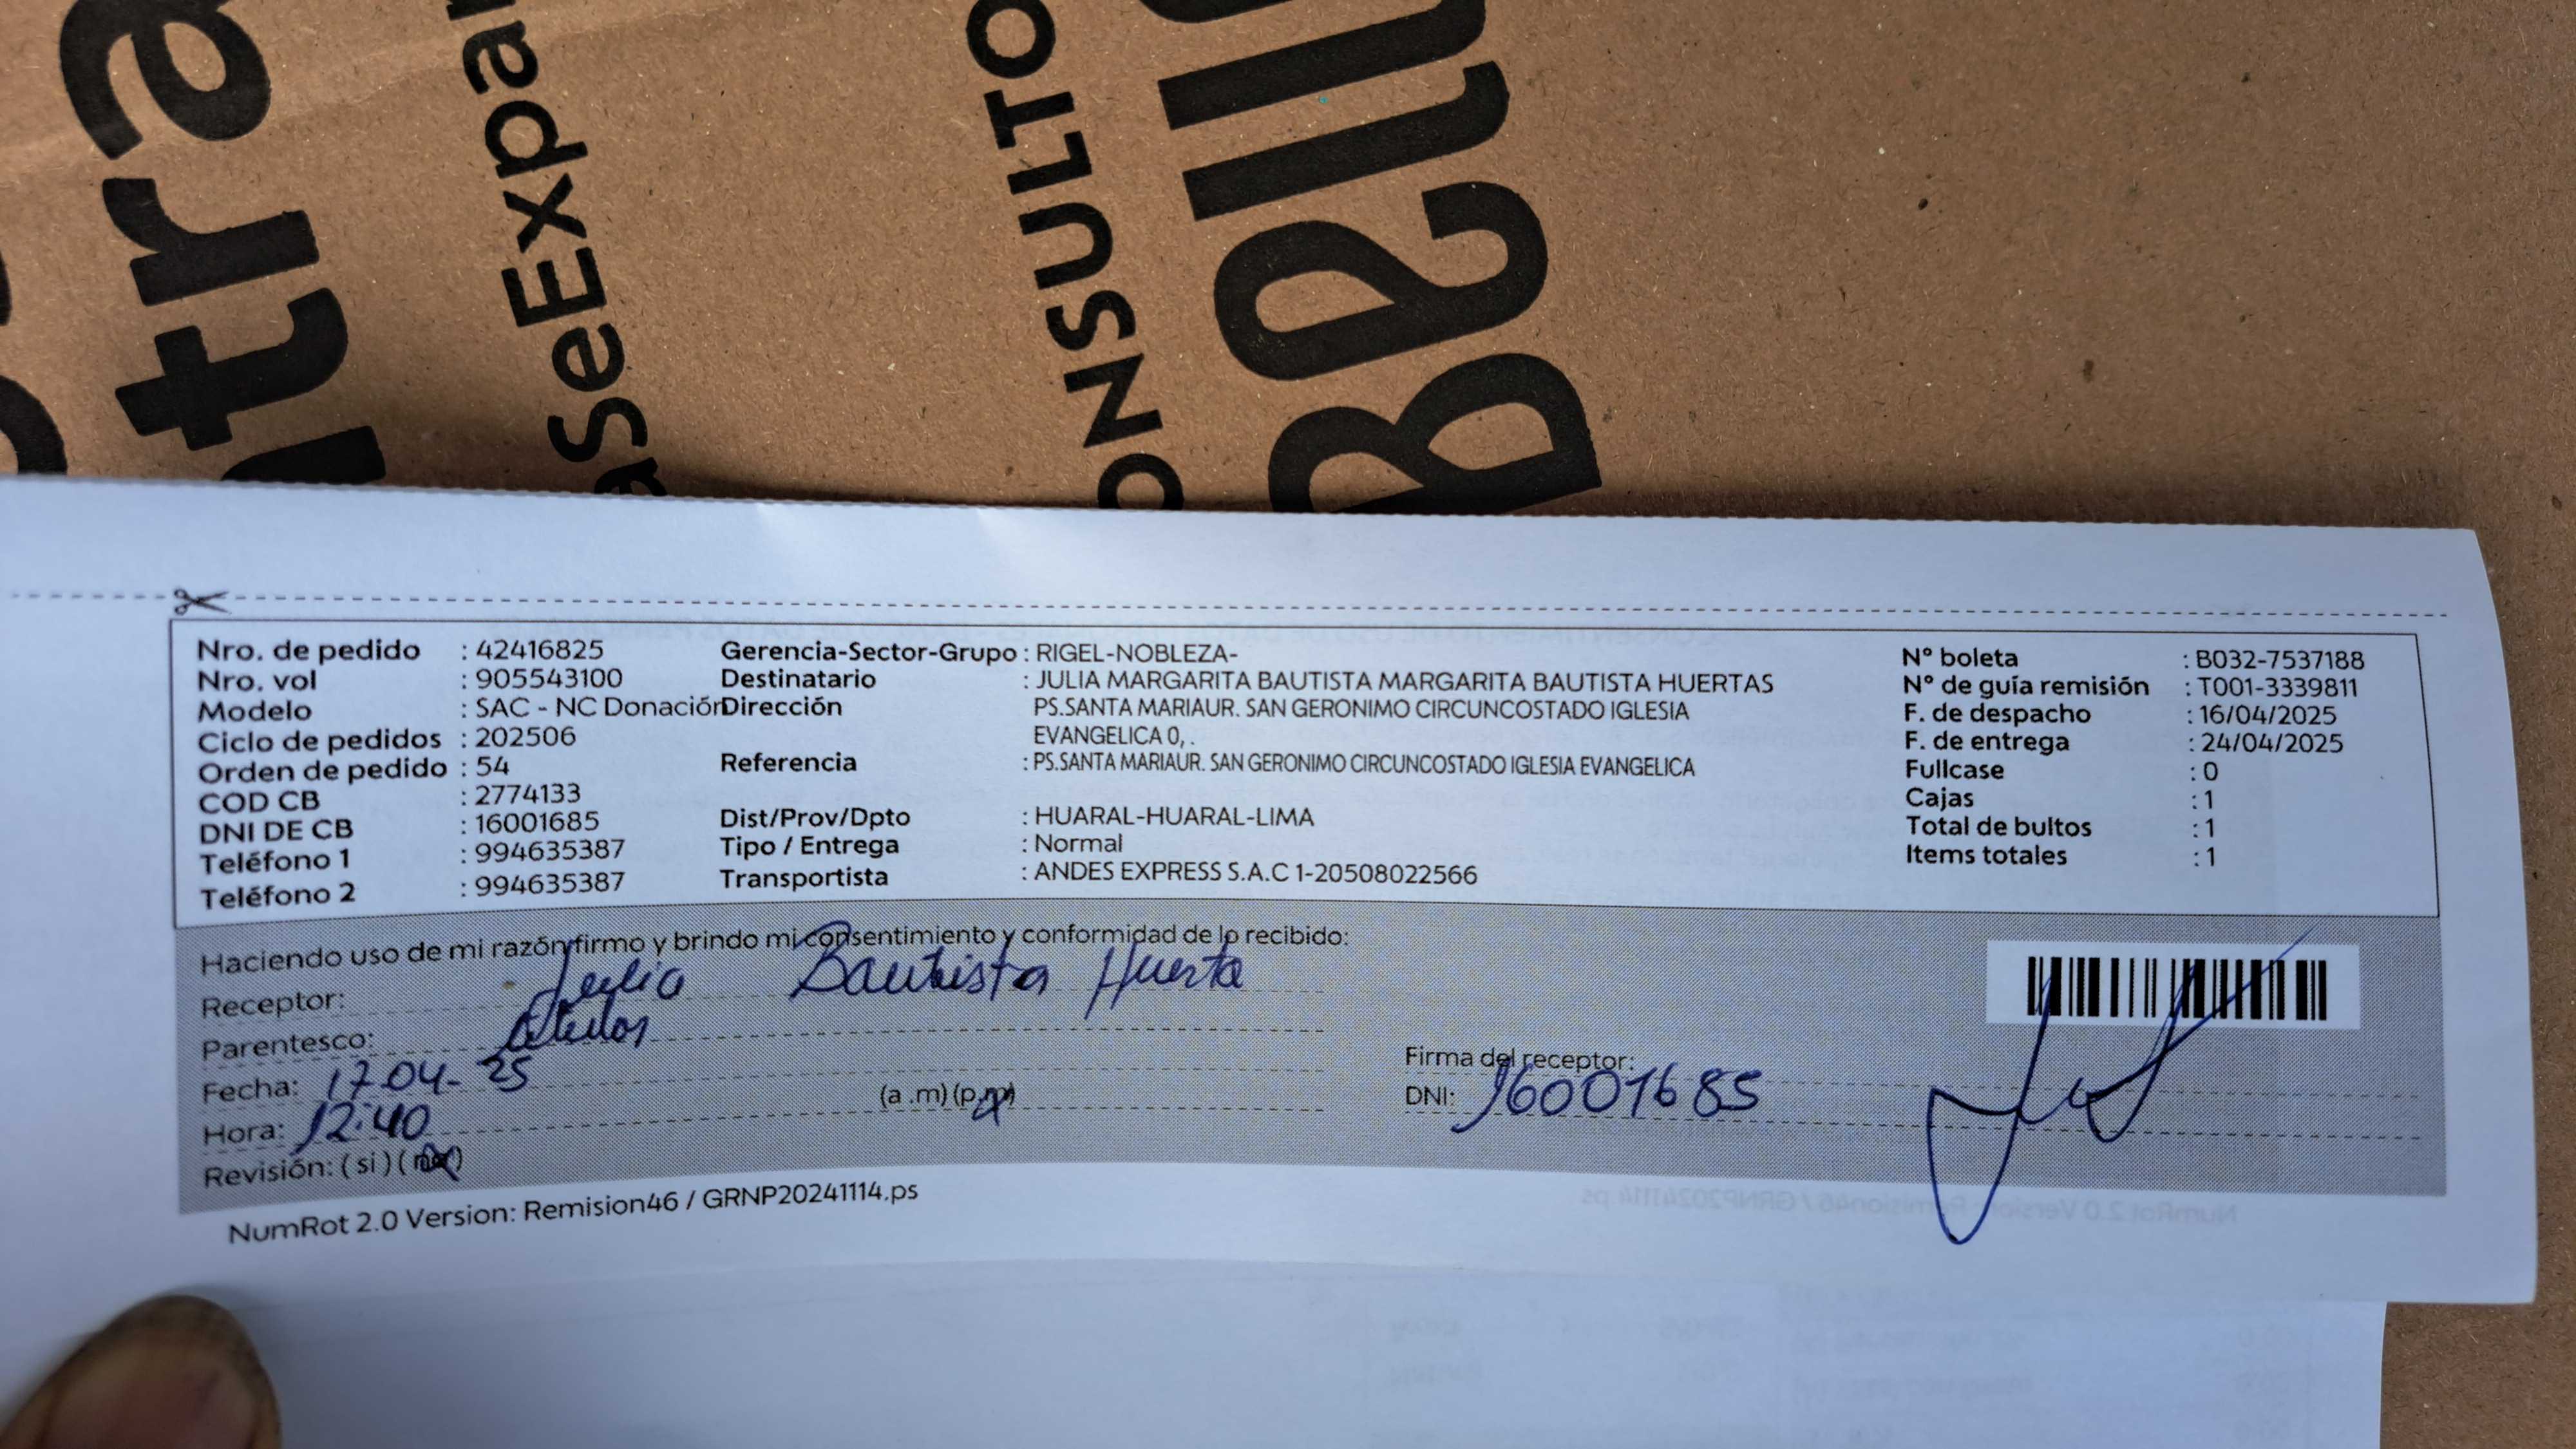 tra
aSeExpan
ONSULTO
Bel
Nro. de pedido : 42416825 Gerencia-Sector-Grupo : RIGEL-NOBLEZA- N° boleta : B032-7537188
Nro. vol : 905543100 Destinatario : JULIA MARGARITA BAUTISTA MARGARITA BAUTISTA HUERTAS N° de guía remisión : T001-3339811
Modelo : SAC - NC Donación Dirección PS.SANTA MARIAUR. SAN GERONIMO CIRCUNCOSTADO IGLESIA F. de despacho : 16/04/2025
Ciclo de pedidos : 202506 EVANGELICA 0, . F. de entrega : 24/04/2025
Orden de pedido : 54 Referencia : PS.SANTA MARIAUR. SAN GERONIMO CIRCUNCOSTADO IGLESIA EVANGELICA Fullcase : 0
COD CB : 2774133 Cajas : 1
DNI DE CB : 16001685 Dist/Prov/Dpto : HUARAL-HUARAL-LIMA Total de bultos : 1
Teléfono 1 : 994635387 Tipo / Entrega : Normal Items totales : 1
Teléfono 2 : 994635387 Transportista : ANDES EXPRESS S.A.C 1-20508022566
Haciendo uso de mi razón firmo y brindo mi consentimiento y conformidad de lo recibido:
Receptor: Julia Bautista Huerta
Parentesco:
Fecha: 17-04-25 Firma del receptor:
Hora: 12:40 (a .m) (p.m) DNI: 16001685
Revisión: ( si ) ( no )
NumRot 2.0 Version: Remision46 / GRNP20241114.ps